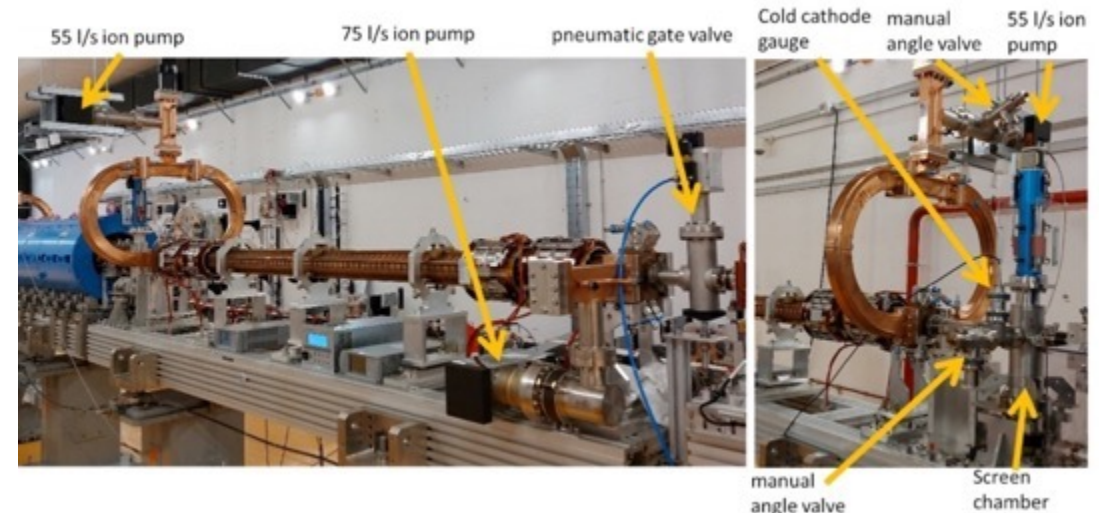 55 l/s ion pump
75 l/s ion pump
pneumatic gate valve
Cold cathode
gauge
manual
angle valve
55 l/s ion
pump
manual
angle valve
Screen
chamber